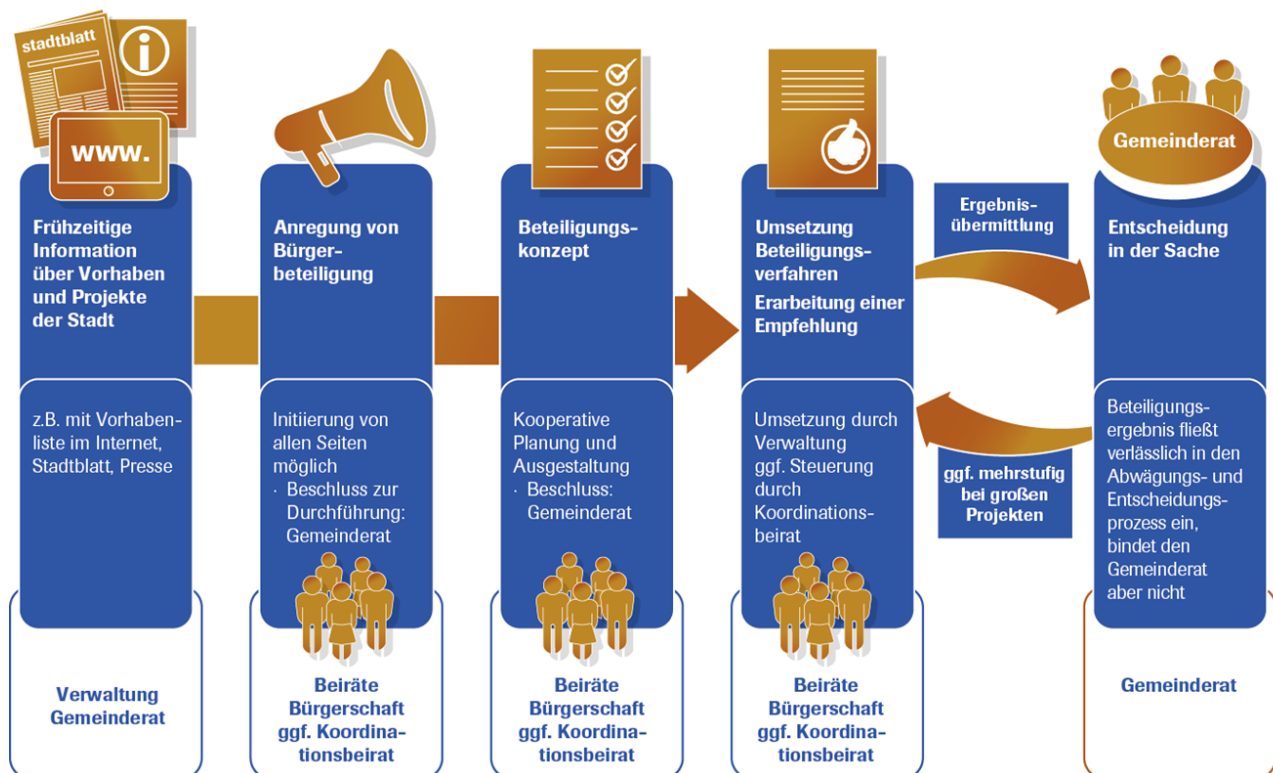 stadtblatt
i
www.
Frühzeitige
Information
über Vorhaben
und Projekte
der Stadt
z.B. mit Vorhaben-
liste im Internet,
Stadtblatt, Presse
Verwaltung
Gemeinderat
Anregung von
Bürger-
beteiligung
Initiierung von
allen Seiten
möglich
· Beschluss zur
Durchführung:
Gemeinderat
Beiräte
Bürgerschaft
ggf. Koordina-
tionsbeirat
Beteiligungs-
konzept
Kooperative
Planung und
Ausgestaltung
· Beschluss:
Gemeinderat
Beiräte
Bürgerschaft
ggf. Koordina-
tionsbeirat
Umsetzung
Beteiligungs-
verfahren
Erarbeitung einer
Empfehlung
Umsetzung durch
Verwaltung
ggf. Steuerung
durch
Koordinations-
beirat
Beiräte
Bürgerschaft
ggf. Koordina-
tionsbeirat
Ergebnis-
übermittlung
ggf. mehrstufig
bei großen
Projekten
Gemeinderat
Entscheidung
in der Sache
Beteiligungs-
ergebnis fließt
verlässlich in den
Abwägungs- und
Entscheidungs-
prozess ein,
bindet den
Gemeinderat
aber nicht
Gemeinderat